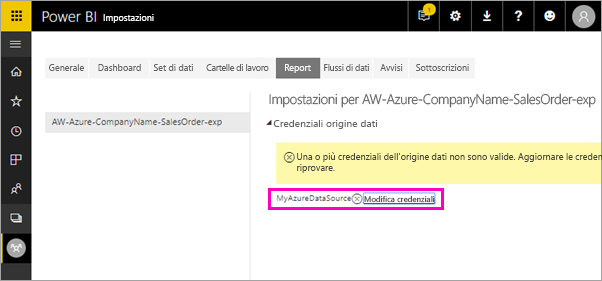 Power BI Impostazioni
1
Generale Dashboard Set di dati Cartelle di lavoro Report Flussi di dati Avvisi Sottoscrizioni
AW-Azure-CompanyName-SalesOrder-exp
Impostazioni per AW-Azure-CompanyName-SalesOrder-exp
Credenziali origine dati
Una o più credenziali dell'origine dati non sono valide. Aggiornare le creden
riprovare.
MyAzureDataSource Modifica credenziali